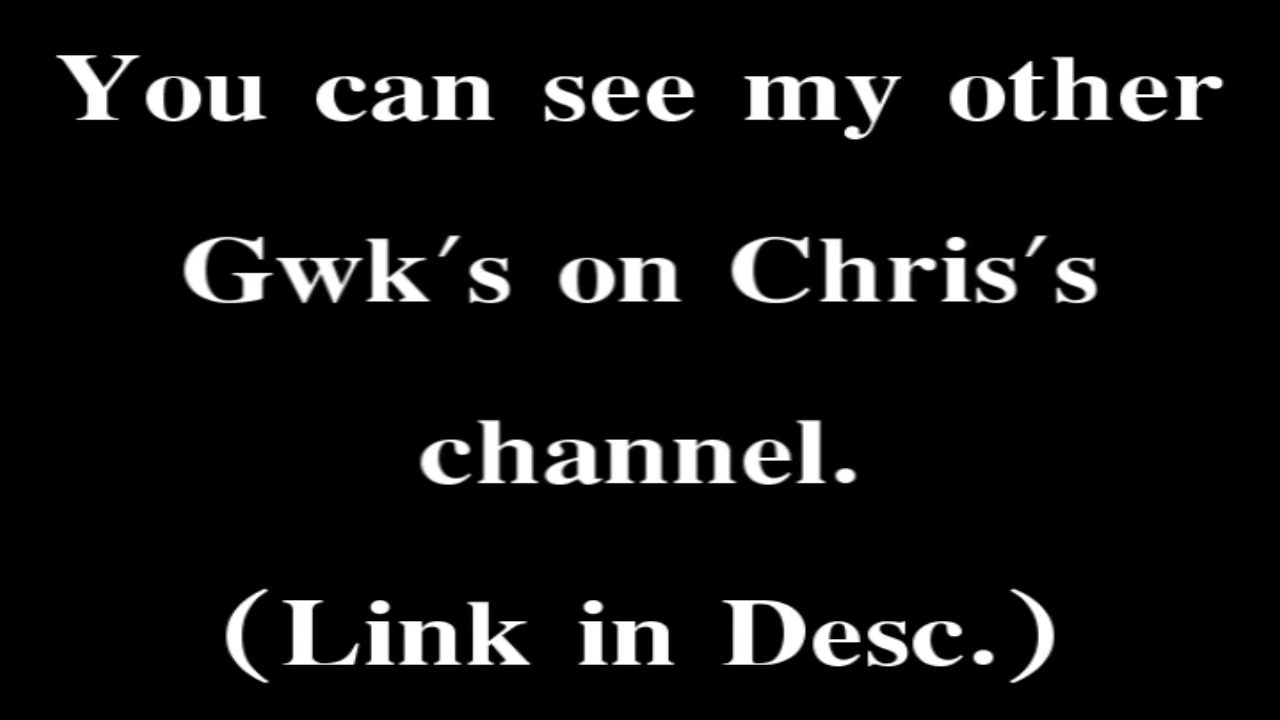 You can see my other
Gwk's on Chris's
channel.
(Link in Desc.)